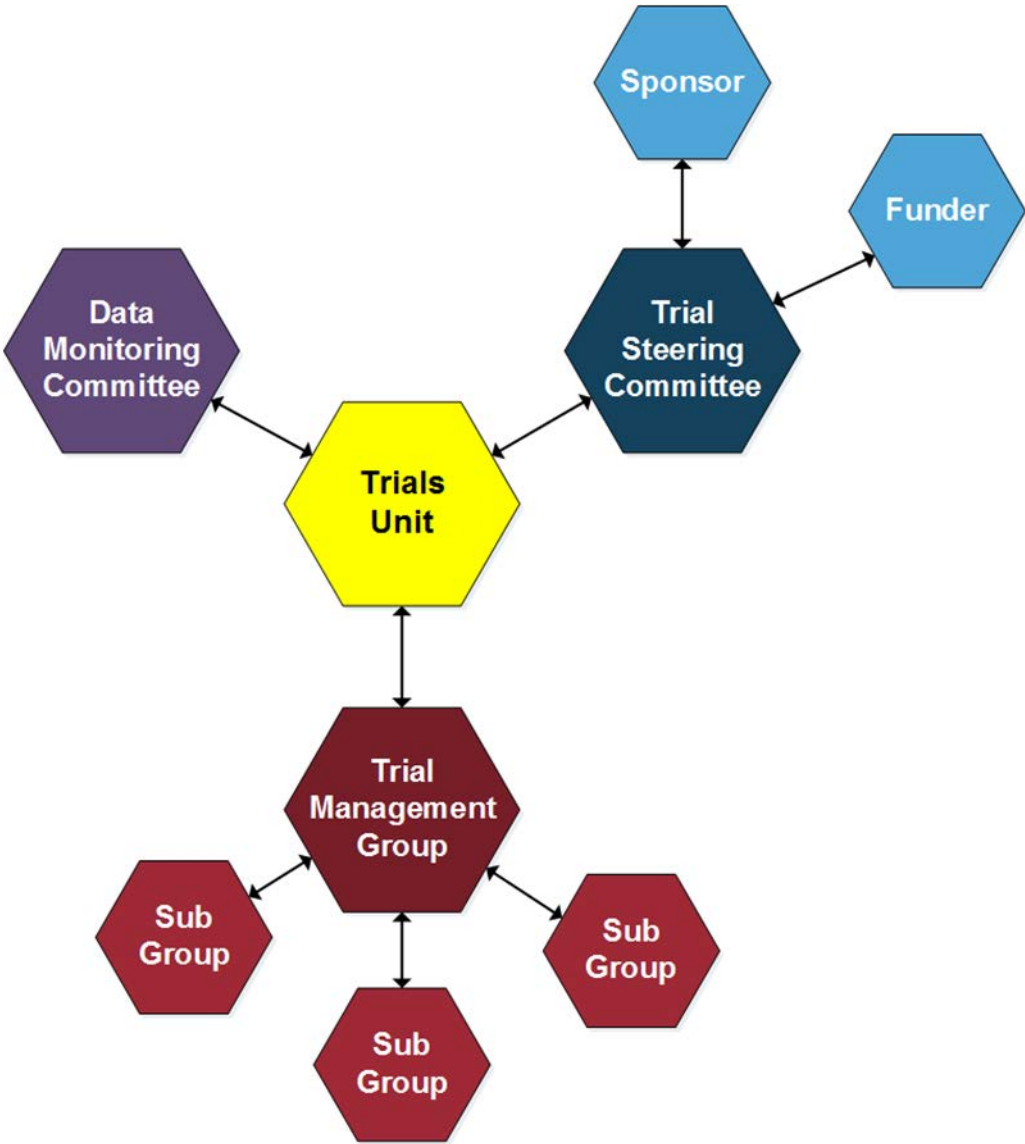 Sponsor
Funder
Data
Monitoring
Committee
Trial
Steering
Committee
Trials
Unit
Trial
Management
Group
Sub
Group
Sub
Group
Sub
Group